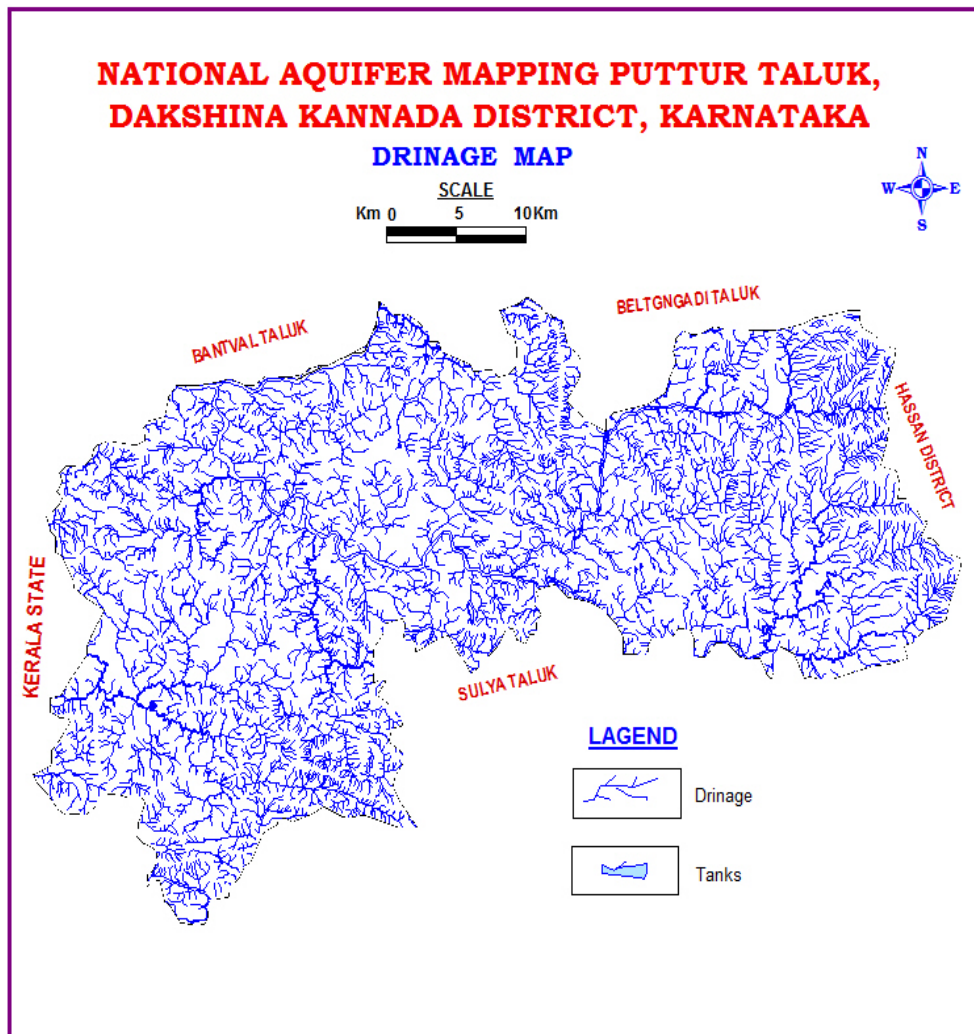 NATIONAL AQUIFER MAPPING PUTTUR TALUK,
DAKSHINA KANNADA DISTRICT, KARNATAKA
DRINAGE MAP
SCALE
Km 0 5 10Km
N
W E
S
BELTGNGADI TALUK
BANTVAL TALUK
HASSAN DISTRICT
KERALA STATE
SULYA TALUK
LAGEND
Drinage
Tanks